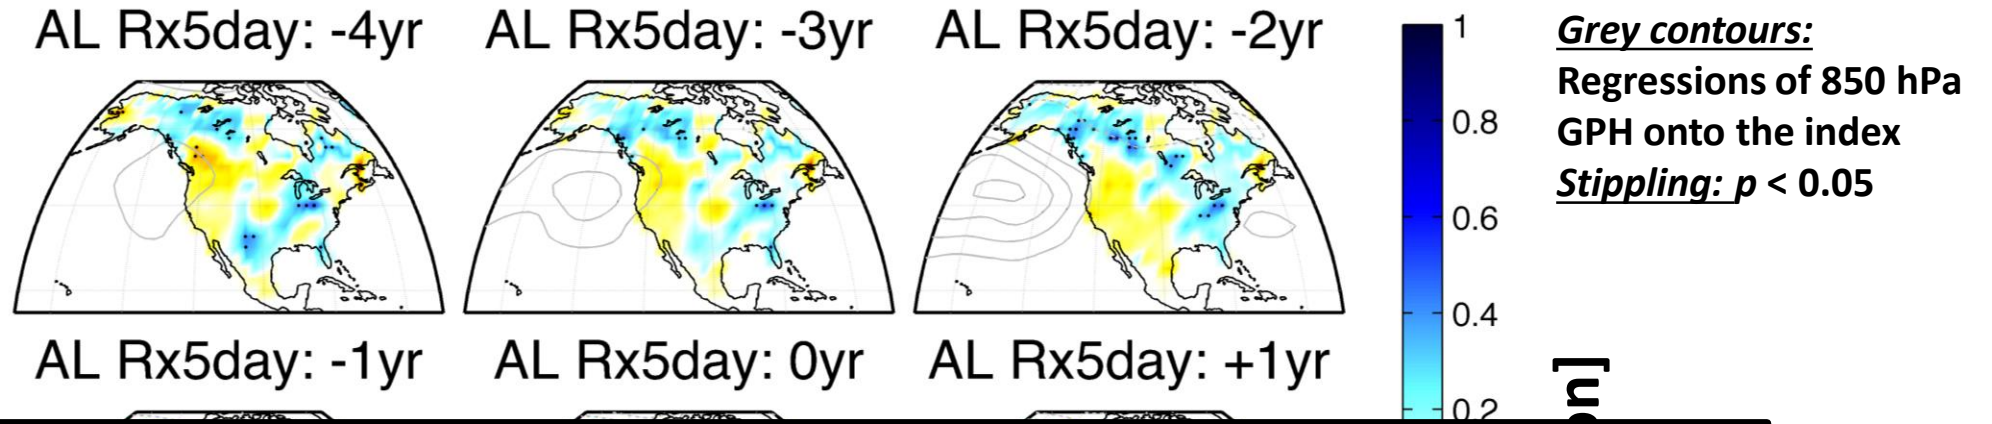 AL Rx5day: -4yr
AL Rx5day: -3yr
AL Rx5day: -2yr
1
0.8
0.6
0.4
0.2
Grey contours:
Regressions of 850 hPa
GPH onto the index
Stippling: p < 0.05
AL Rx5day: -1yr
AL Rx5day: 0yr
AL Rx5day: +1yr